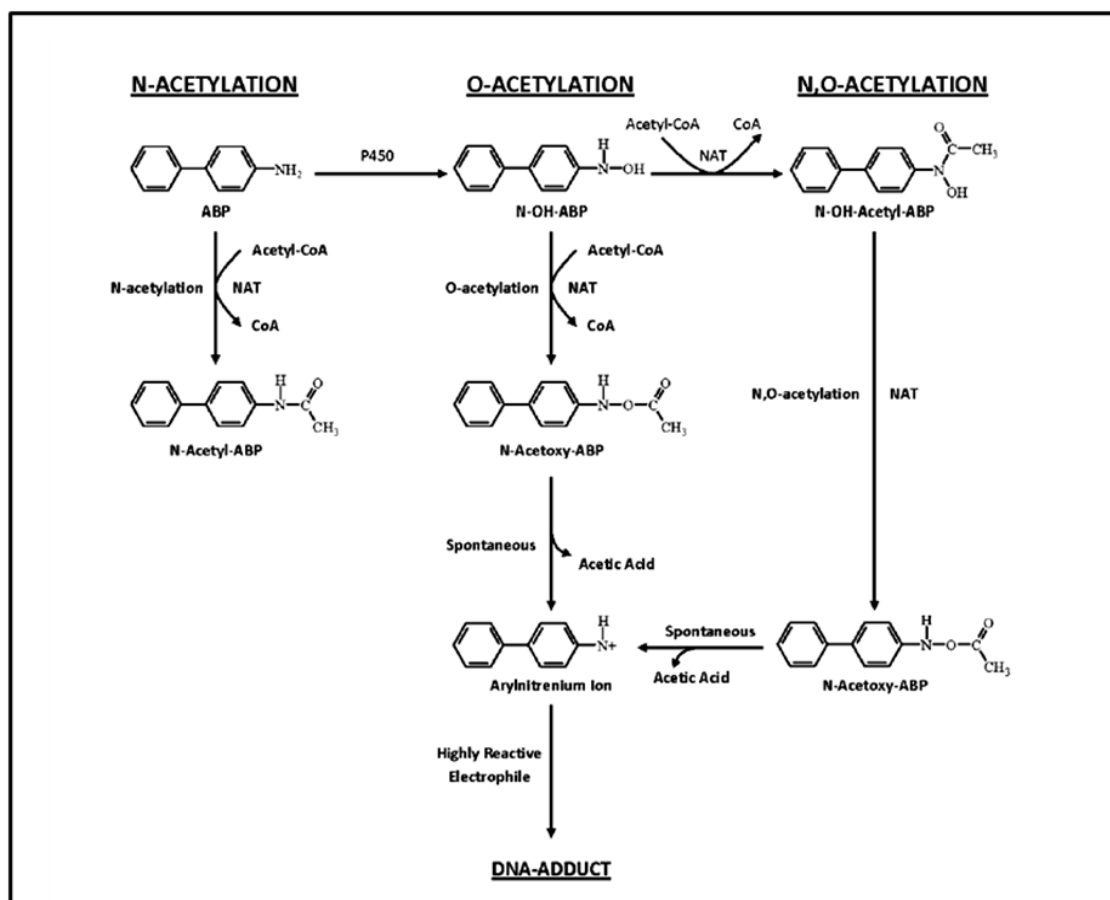 N-ACETYLATION
O-ACETYLATION
N,O-ACETYLATION
Acetyl-CoA
CoA
NAT
P450
O
C
CH3
N
OH
H
N
OH
NH2
ABP
N-OH-ABP
N-OH-Acetyl-ABP
Acetyl-CoA
N-acetylation
NAT
CoA
Acetyl-CoA
O-acetylation
NAT
CoA
H
N
C
O
CH3
N-Acetyl-ABP
H
N
O
C
O
CH3
N-Acetoxy-ABP
N,O-acetylation
NAT
Spontaneous
Acetic Acid
H
N+
Arylnitrenium Ion
Spontaneous
Acetic Acid
H
N
O
C
O
CH3
N-Acetoxy-ABP
Highly Reactive
Electrophile
DNA-ADDUCT